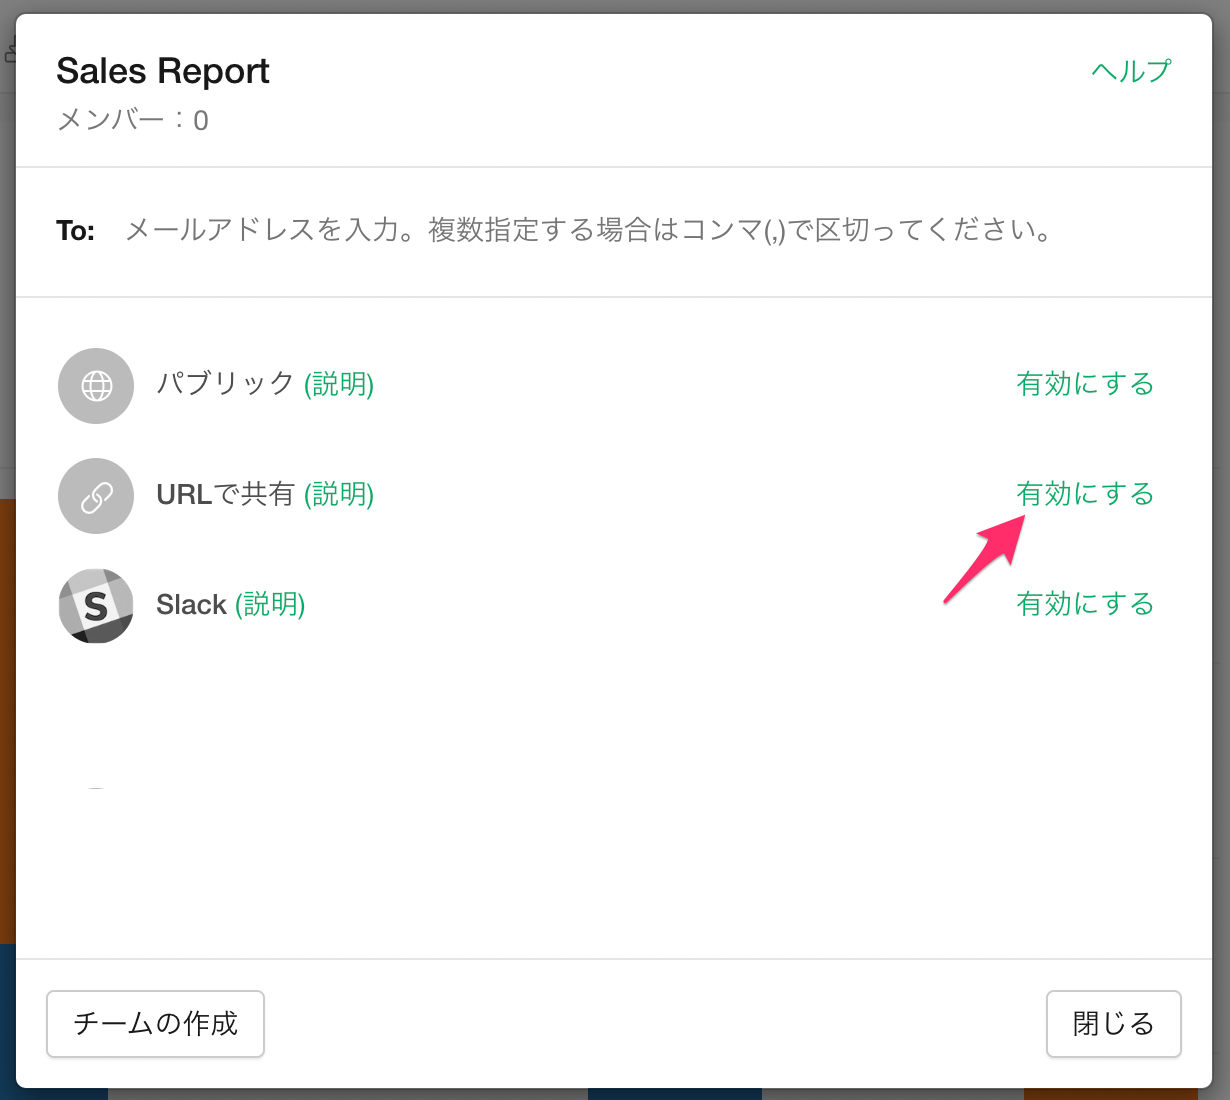 Sales Report
ヘルプ
メンバー：0
To: メールアドレスを入力。複数指定する場合はコンマ(,)で区切ってください。
パブリック (説明) 有効にする
URLで共有 (説明) 有効にする
S Slack (説明) 有効にする
チームの作成 閉じる